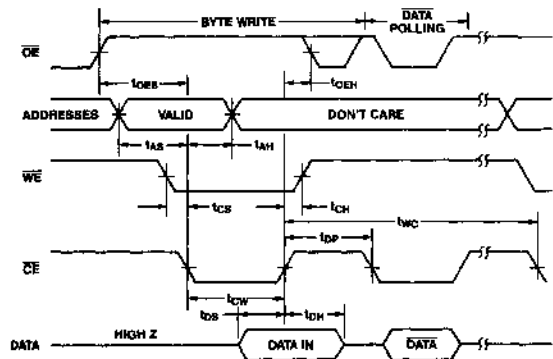 BYTE WRITE
DATA
POLLING
OE
tOES
tOEH
ADDRESSES
VALID
DON'T CARE
tAS
tAH
WE
tCS
tCH
tWC
tDP
CE
tCW
tDS
tDH
HIGH Z
DATA
DATA IN
DATA